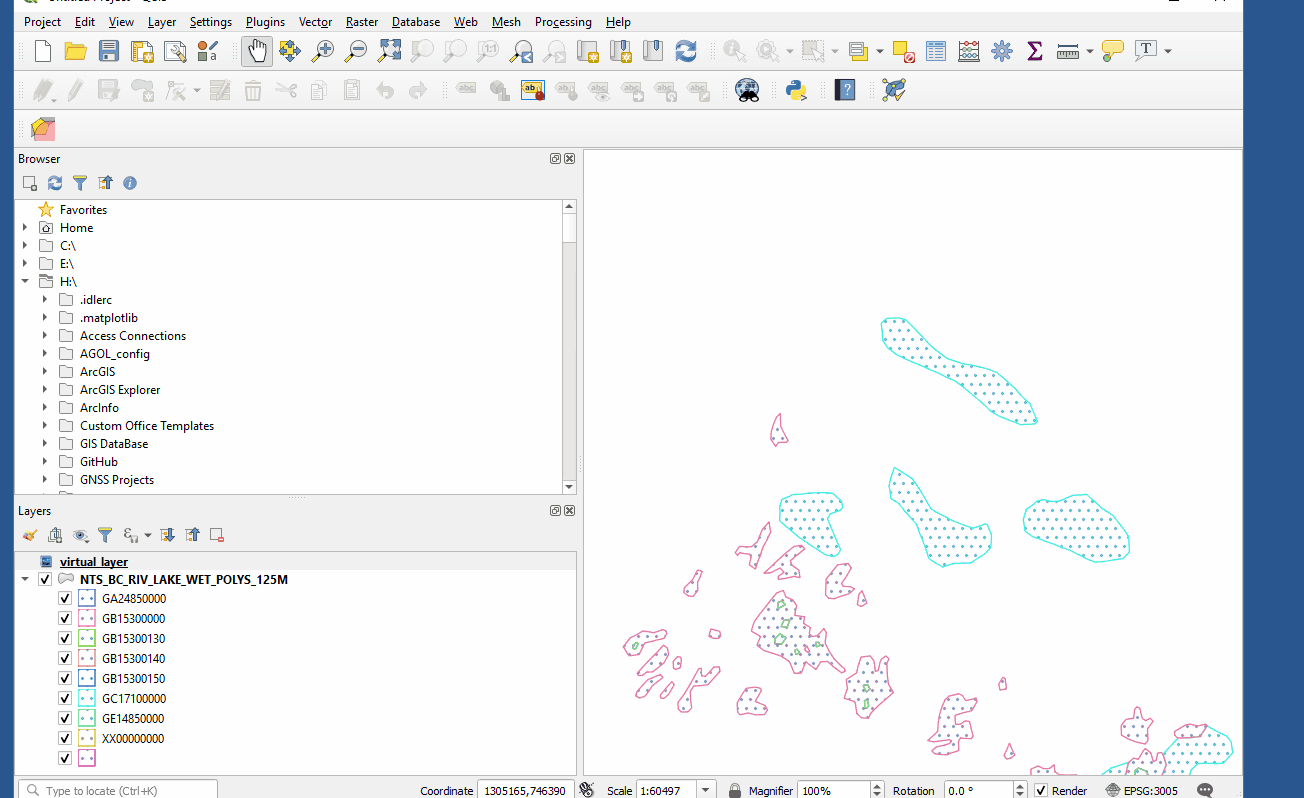 Project Edit View Layer Settings Plugins Vector Raster Database Web Mesh Processing Help
Browser
Favorites
Home
C:\
E:\
H:\
.idlerc
.matplotlib
Access Connections
AGOL_config
ArcGIS
ArcGIS Explorer
ArcInfo
Custom Office Templates
GIS DataBase
GitHub
GNSS Projects
Layers
virtual_layer
NTS_BC_RIV_LAKE_WET_POLYS_125M
GA24850000
GB15300000
GB15300130
GB15300140
GB15300150
GC17100000
GE14850000
XX00000000
Type to locate (Ctrl+K) Coordinate 1305165,746390 Scale 1:60497 Magnifier 100% Rotation 0.0 ° Render EPSG:3005